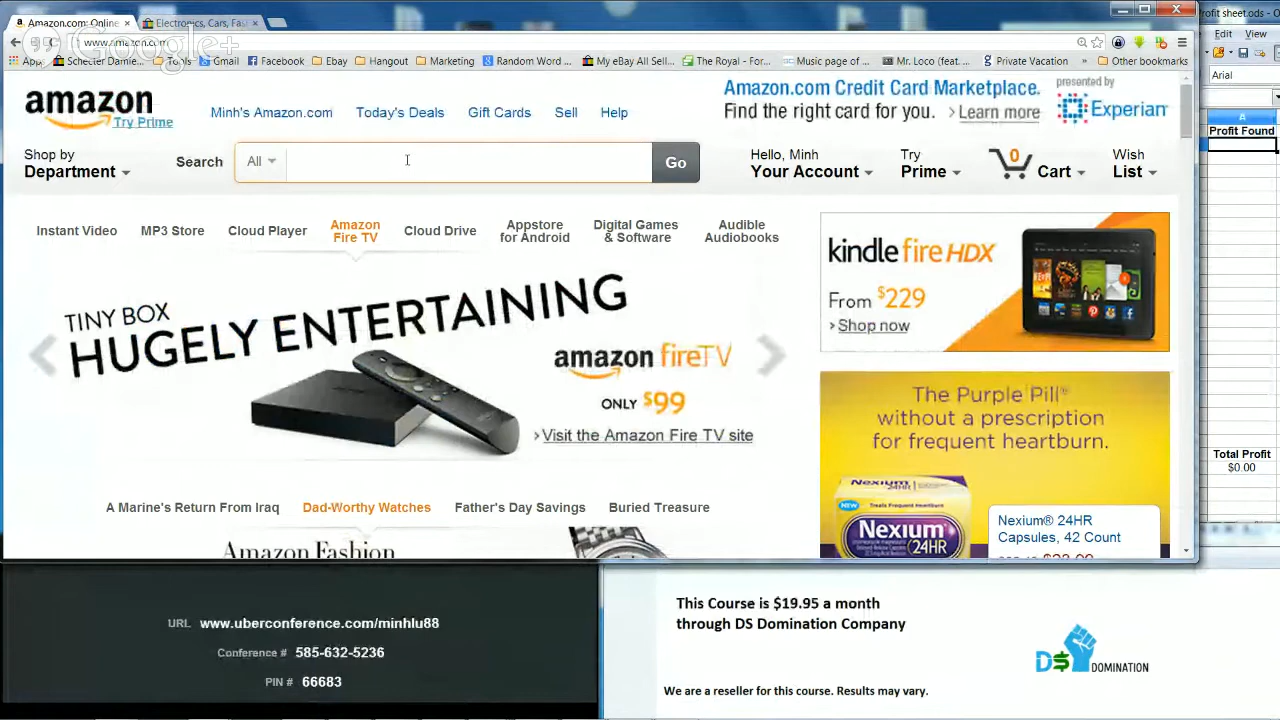 Amazon.com: Online
Electronics, Cars, Fas
Profit sheet.ods - O
www.amazon.com
Google+
Edit View
App
Schecter Damie...
Tools
Gmail
Facebook
Ebay
Hangout
Marketing
Random Word ...
My eBay All Sel...
The Royal - For...
Music page of ...
Mr. Loco (feat....
Private Vacation
»
Other bookmarks
Arial
amazon
Try Prime
Minh's Amazon.com
Today's Deals
Gift Cards
Sell
Help
Amazon.com Credit Card Marketplace.
Find the right card for you. > Learn more
presented by
Experian
A
Profit Found
Shop by
Department
Search
All
Go
Hello, Minh
Your Account
Try
Prime
0
Cart
Wish
List
Instant Video
MP3 Store
Cloud Player
Amazon
Fire TV
Cloud Drive
Appstore
for Android
Digital Games
& Software
Audible
Audiobooks
TINY BOX
HUGELY ENTERTAINING
amazon fireTV
ONLY $99
› Visit the Amazon Fire TV site
kindle fire HDX
From $229
› Shop now
The Purple Pill®
without a prescription
for frequent heartburn.
NEW
Nexium
24HR
Nexium® 24HR
Capsules, 42 Count
Total Profit
$0.00
A Marine's Return From Iraq
Dad-Worthy Watches
Father's Day Savings
Buried Treasure
Amazon Fashion
URL www.uberconference.com/minhlu88
Conference # 585-632-5236
PIN # 66683
This Course is $19.95 a month
through DS Domination Company
D$ DOMINATION
We are a reseller for this course. Results may vary.